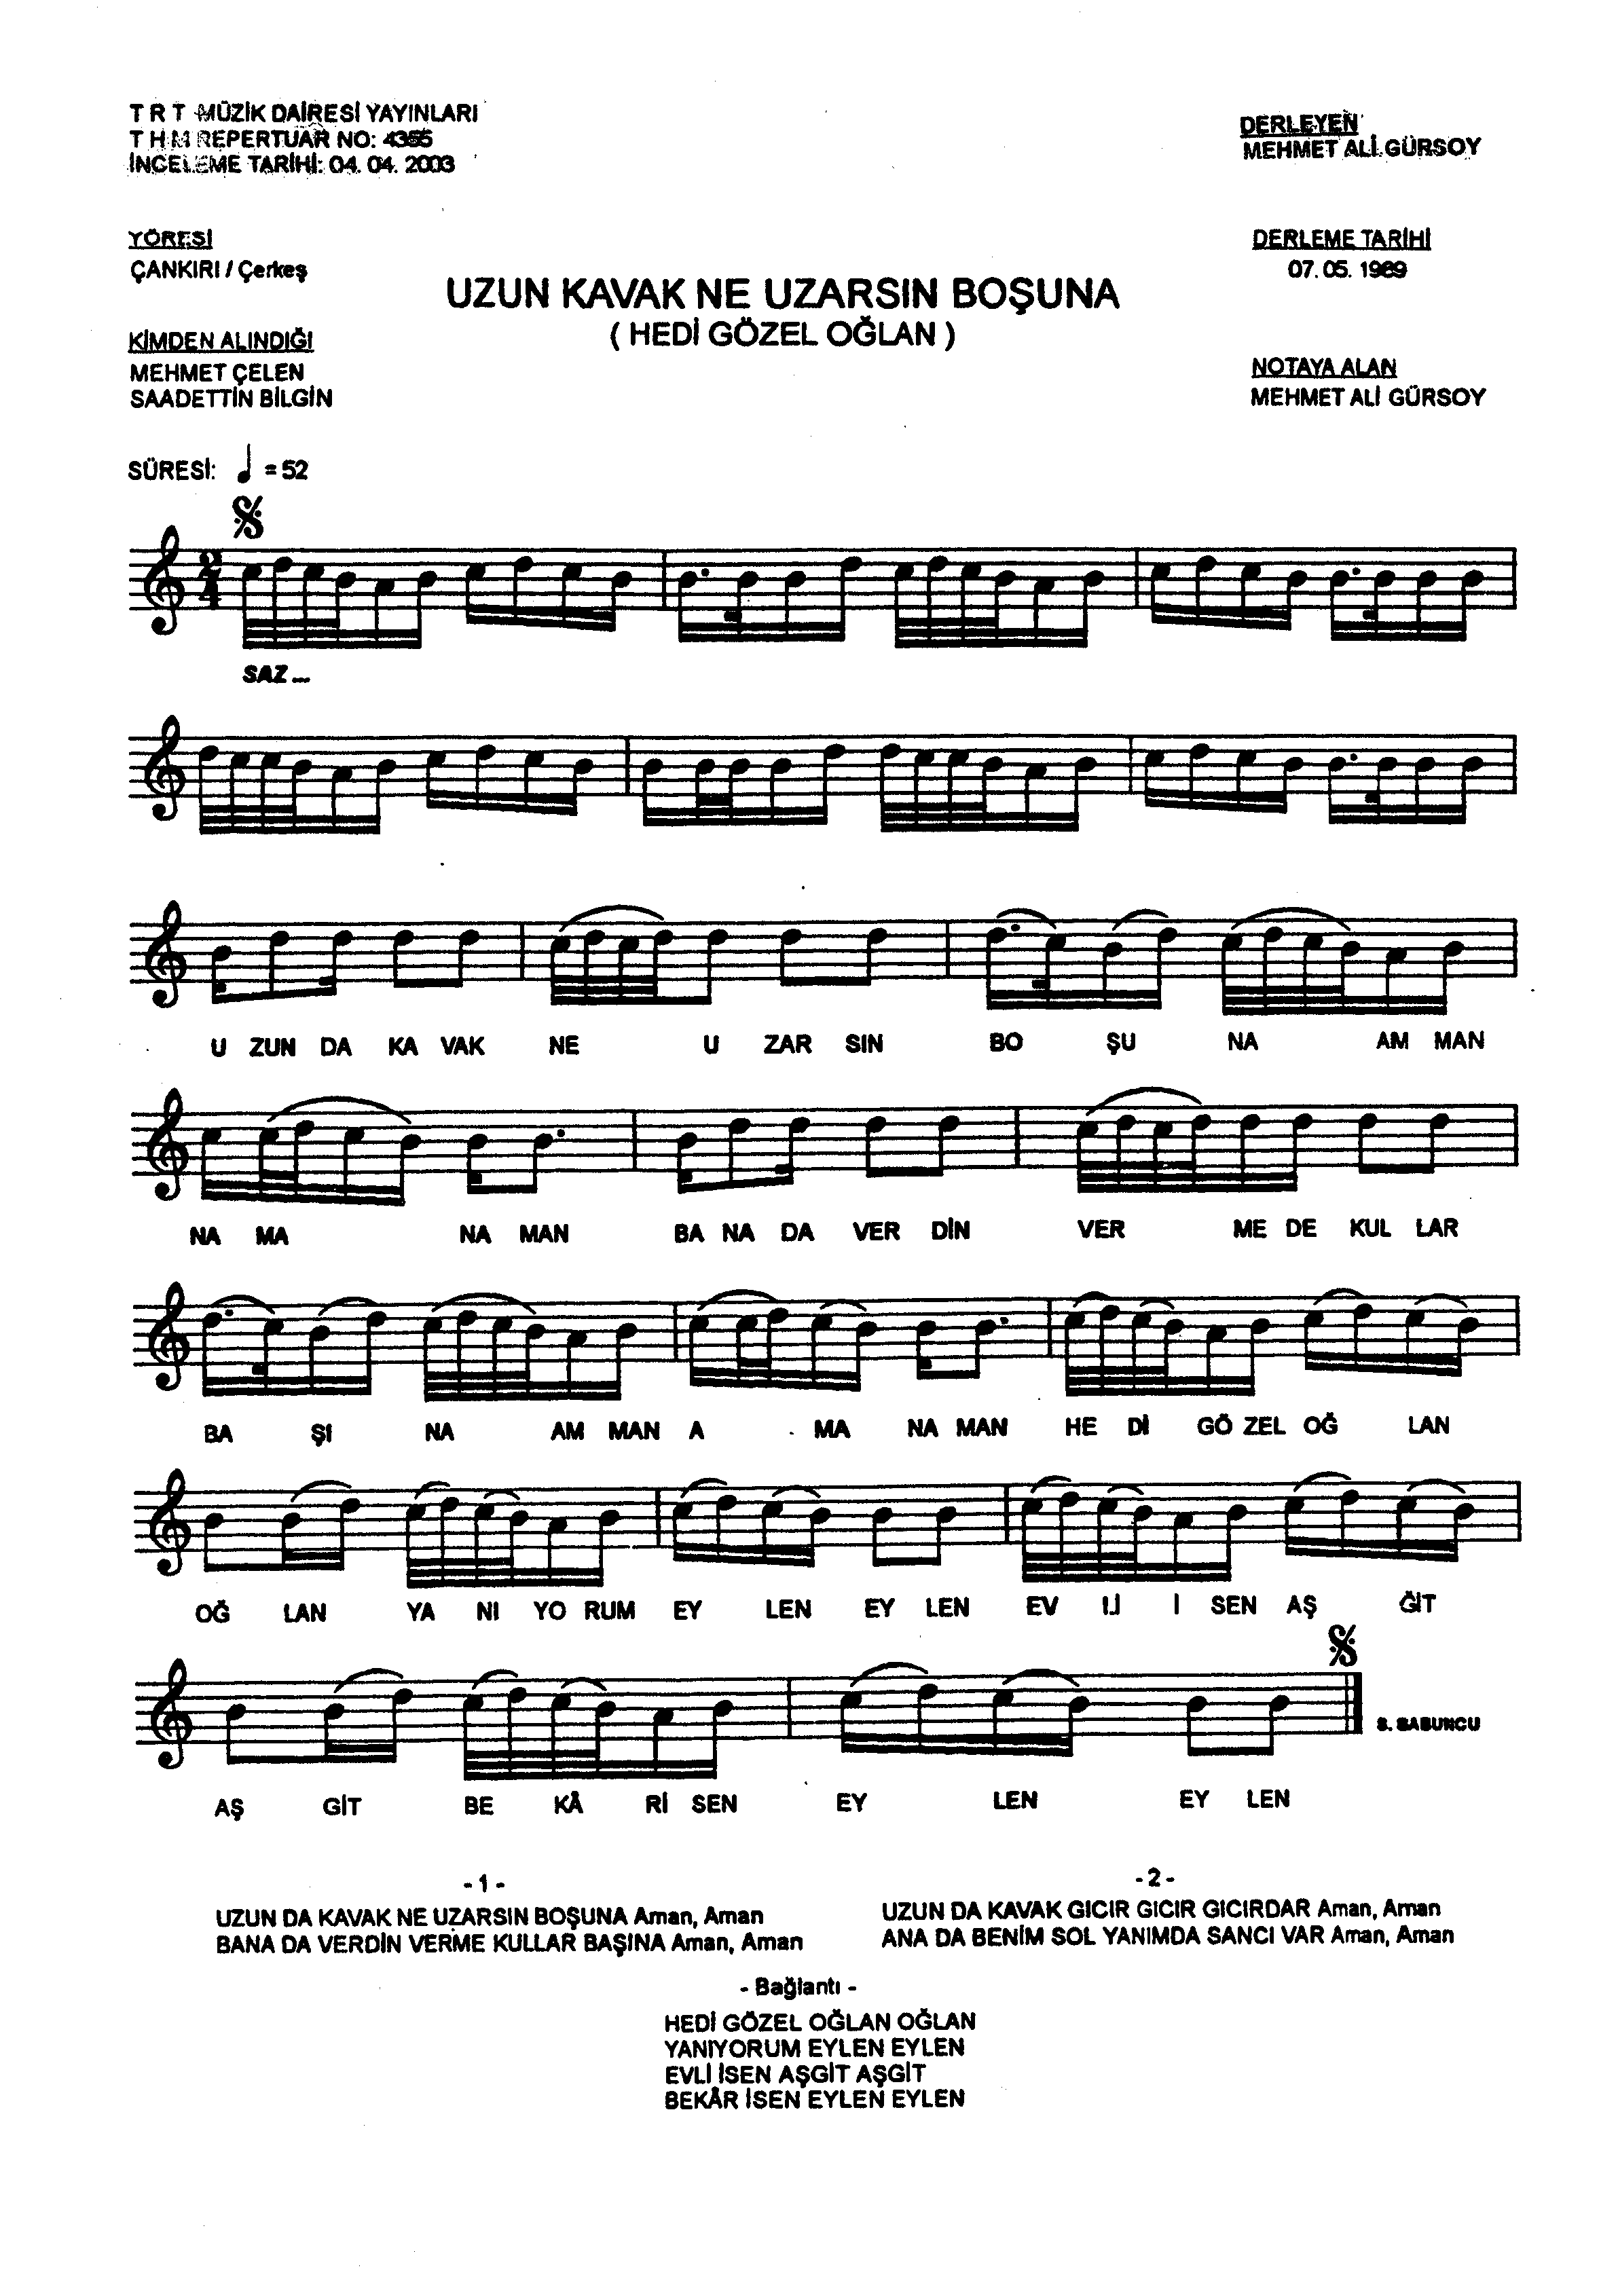 T R T MÜZİK DAİRESİ YAYINLARI
T H M REPERTUAR NO: 4355
İNCELEME TARİHİ: 04. 04. 2003
DERLEYEN
MEHMET ALİ GÜRSOY
YÖRESİ
ÇANKIRI / Çerkeş
DERLEME TARİHİ
07. 05. 1989
UZUN KAVAK NE UZARSIN BOŞUNA
( HEDİ GÖZEL OĞLAN )
KİMDEN ALINDIĞI
MEHMET ÇELEN
SAADETTİN BİLGİN
NOTAYA ALAN
MEHMET ALİ GÜRSOY
SÜRESİ: = 52
SAZ ...
U ZUN DA KA VAK NE U ZAR SIN BO ŞU NA AM MAN
NA MA NA MAN BA NA DA VER DİN VER ME DE KUL LAR
BA ŞI NA AM MAN A MA NA MAN HE Dİ GÖ ZEL OĞ LAN
OĞ LAN YA NI YO RUM EY LEN EY LEN EV Lİ İ SEN AŞ GİT
AŞ GİT BE KÂ Rİ SEN EY LEN EY LEN
S. SABUNCU
- 1 -
UZUN DA KAVAK NE UZARSIN BOŞUNA Aman, Aman
BANA DA VERDİN VERME KULLAR BAŞINA Aman, Aman
- 2 -
UZUN DA KAVAK GICIR GICIR GICIRDAR Aman, Aman
ANA DA BENİM SOL YANIMDA SANCI VAR Aman, Aman
- Bağlantı -
HEDİ GÖZEL OĞLAN OĞLAN
YANIYORUM EYLEN EYLEN
EVLİ İSEN AŞGİT AŞGİT
BEKÂR İSEN EYLEN EYLEN